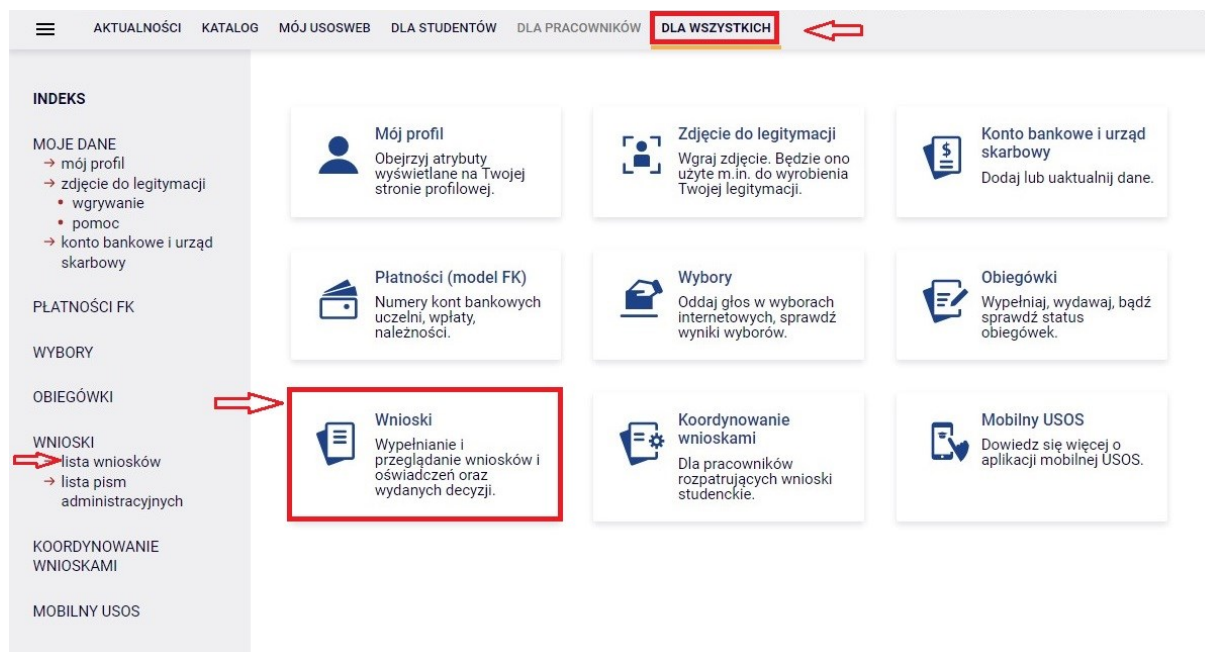 AKTUALNOŚCI KATALOG MÓJ USOSWEB DLA STUDENTÓW DLA PRACOWNIKÓW DLA WSZYSTKICH
INDEKS
MOJE DANE
→ mój profil
→ zdjęcie do legitymacji
• wgrywanie
• pomoc
→ konto bankowe i urząd
skarbowy
PŁATNOŚCI FK
WYBORY
OBIEGÓWKI
WNIOSKI
lista wniosków
→ lista pism
administracyjnych
KOORDYNOWANIE
WNIOSKAMI
MOBILNY USOS
Mój profil
Obejrzyj atrybuty
wyświetlane na Twojej
stronie profilowej.
Zdjęcie do legitymacji
Wgraj zdjęcie. Będzie ono
użyte m.in. do wyrobienia
Twojej legitymacji.
Konto bankowe i urząd
skarbowy
Dodaj lub uaktualnij dane.
Płatności (model FK)
Numery kont bankowych
uczelni, wpłaty,
należności.
Wybory
Oddaj głos w wyborach
internetowych, sprawdź
wyniki wyborów.
Obiegówki
Wypełniaj, wydawaj, bądź
sprawdź status
obiegówek.
Wnioski
Wypełnianie i
przeglądanie wniosków i
oświadczeń oraz
wydanych decyzji.
Koordynowanie
wnioskami
Dla pracowników
rozpatrujących wnioski
studenckie.
Mobilny USOS
Dowiedz się więcej o
aplikacji mobilnej USOS.